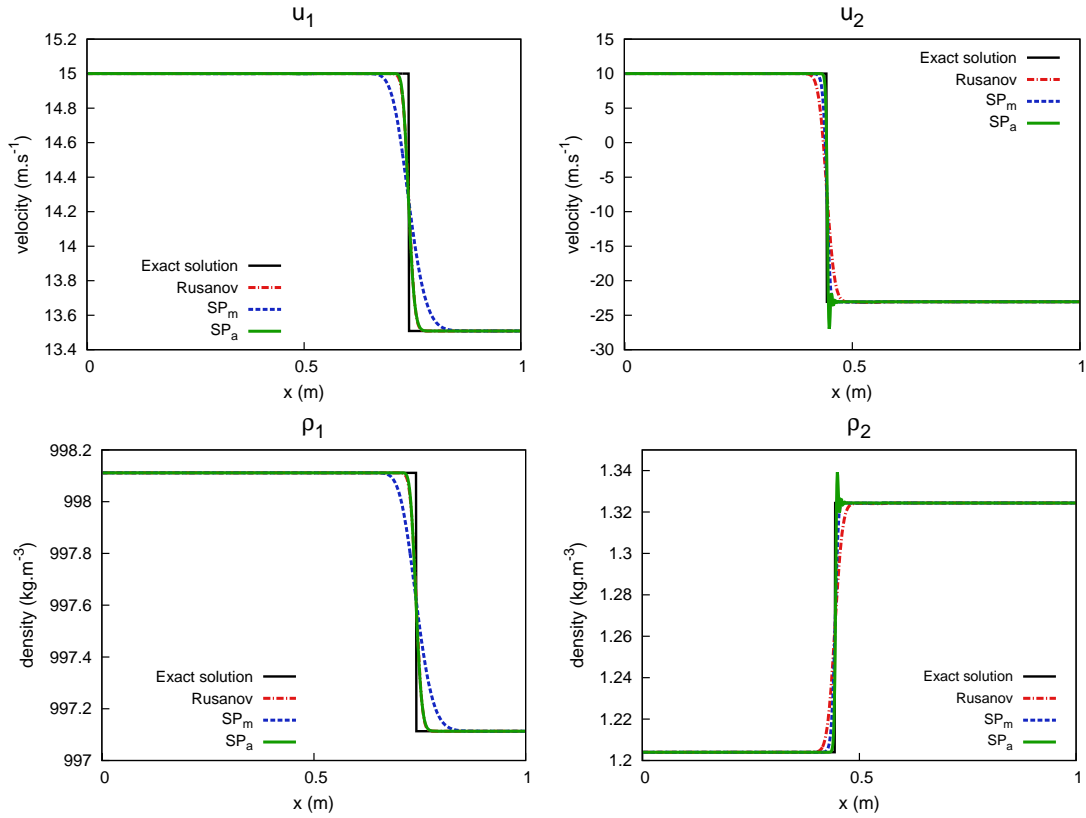 u1
15.2
15
14.8
14.6
14.4
14.2
14
13.8
13.6
13.4
velocity (m.s-1)
Exact solution
Rusanov
SPm
SPa
0
0.5
1
x (m)
u2
15
10
5
0
-5
-10
-15
-20
-25
-30
velocity (m.s-1)
Exact solution
Rusanov
SPm
SPa
0
0.5
1
x (m)
ρ1
998.2
998
997.8
997.6
997.4
997.2
997
density (kg.m-3)
Exact solution
Rusanov
SPm
SPa
0
0.5
1
x (m)
ρ2
1.34
1.32
1.3
1.28
1.26
1.24
1.22
1.2
density (kg.m-3)
Exact solution
Rusanov
SPm
SPa
0
0.5
1
x (m)